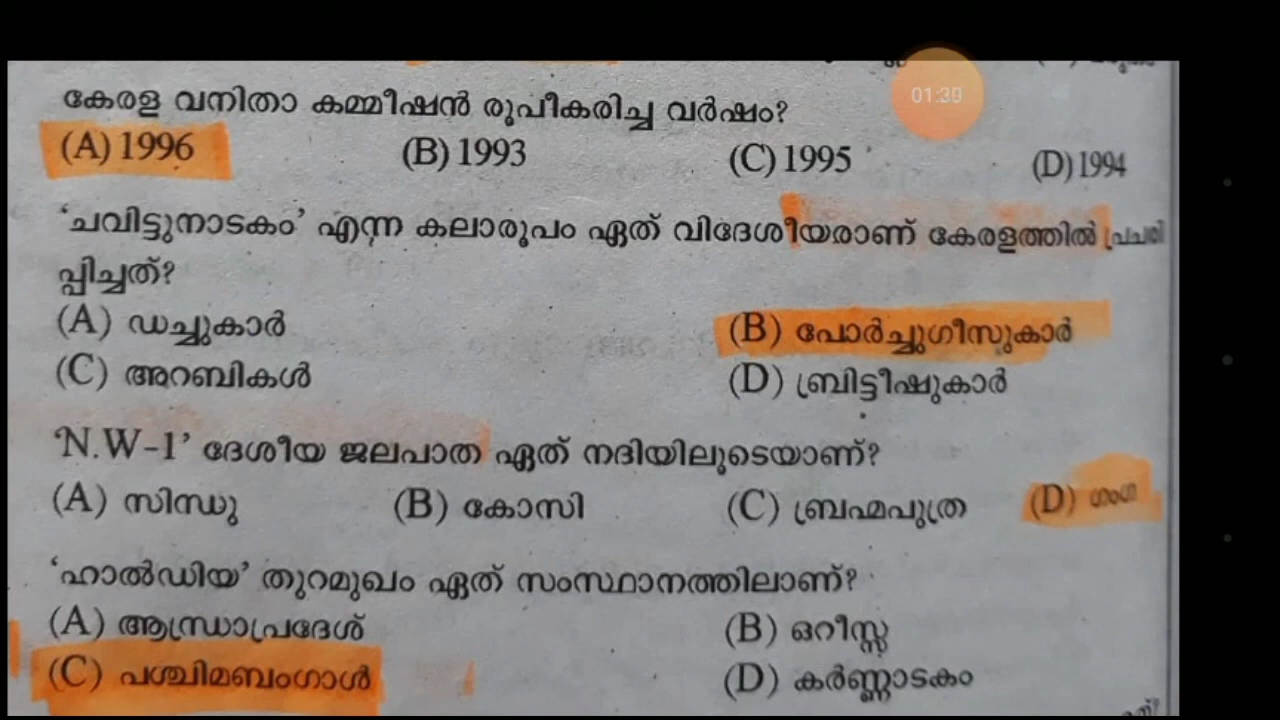 01:30
കേരള വനിതാ കമ്മീഷൻ രൂപീകരിച്ച വർഷം?
(A) 1996 (B) 1993 (C) 1995 (D) 1994
‘ചവിട്ടുനാടകം’ എന്ന കലാരൂപം ഏത് വിദേശീയരാണ് കേരളത്തിൽ പ്രചരി
പ്പിച്ചത്?
(A) ഡച്ചുകാർ (B) പോർച്ചുഗീസുകാർ
(C) അറബികൾ (D) ബ്രിട്ടീഷുകാർ
‘N.W-1’ ദേശീയ ജലപാത ഏത് നദിയിലൂടെയാണ്?
(A) സിന്ധു (B) കോസി (C) ബ്രഹ്മപുത്ര (D) ഗംഗ
‘ഹാൽഡിയ’ തുറമുഖം ഏത് സംസ്ഥാനത്തിലാണ്?
(A) ആന്ധ്രാപ്രദേശ് (B) ഒറീസ്സ
(C) പശ്ചിമബംഗാൾ (D) കർണ്ണാടകം